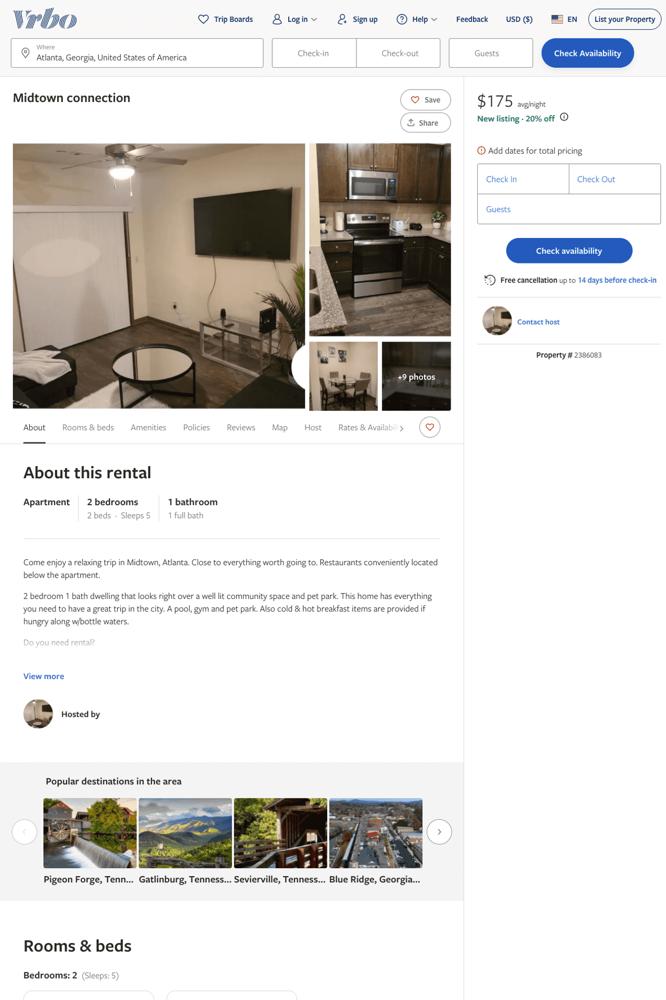 Vrbo
Trip Boards
Log in
Sign up
Help
Feedback
USD ($)
EN
List your Property
Where
Atlanta, Georgia, United States of America
Check-in
Check-out
Guests
Check Availability
Midtown connection
Save
Share
$175 avg/night
New listing · 20% off
Add dates for total pricing
Check In
Check Out
Guests
Check availability
Free cancellation up to 14 days before check-in
Contact host
Property # 2386083
+9 photos
About
Rooms & beds
Amenities
Policies
Reviews
Map
Host
Rates & Availabili
About this rental
Apartment
2 bedrooms
2 beds · Sleeps 5
1 bathroom
1 full bath
Come enjoy a relaxing trip in Midtown, Atlanta. Close to everything worth going to. Restaurants conveniently located
below the apartment.
2 bedroom 1 bath dwelling that looks right over a well lit community space and pet park. This home has everything
you need to have a great trip in the city. A pool, gym and pet park. Also cold & hot breakfast items are provided if
hungry along w/bottle waters.
Do you need rental?
View more
Hosted by
Popular destinations in the area
Pigeon Forge, Tenn...
Gatlinburg, Tenness...
Sevierville, Tenness...
Blue Ridge, Georgia...
Rooms & beds
Bedrooms: 2 (Sleeps: 5)